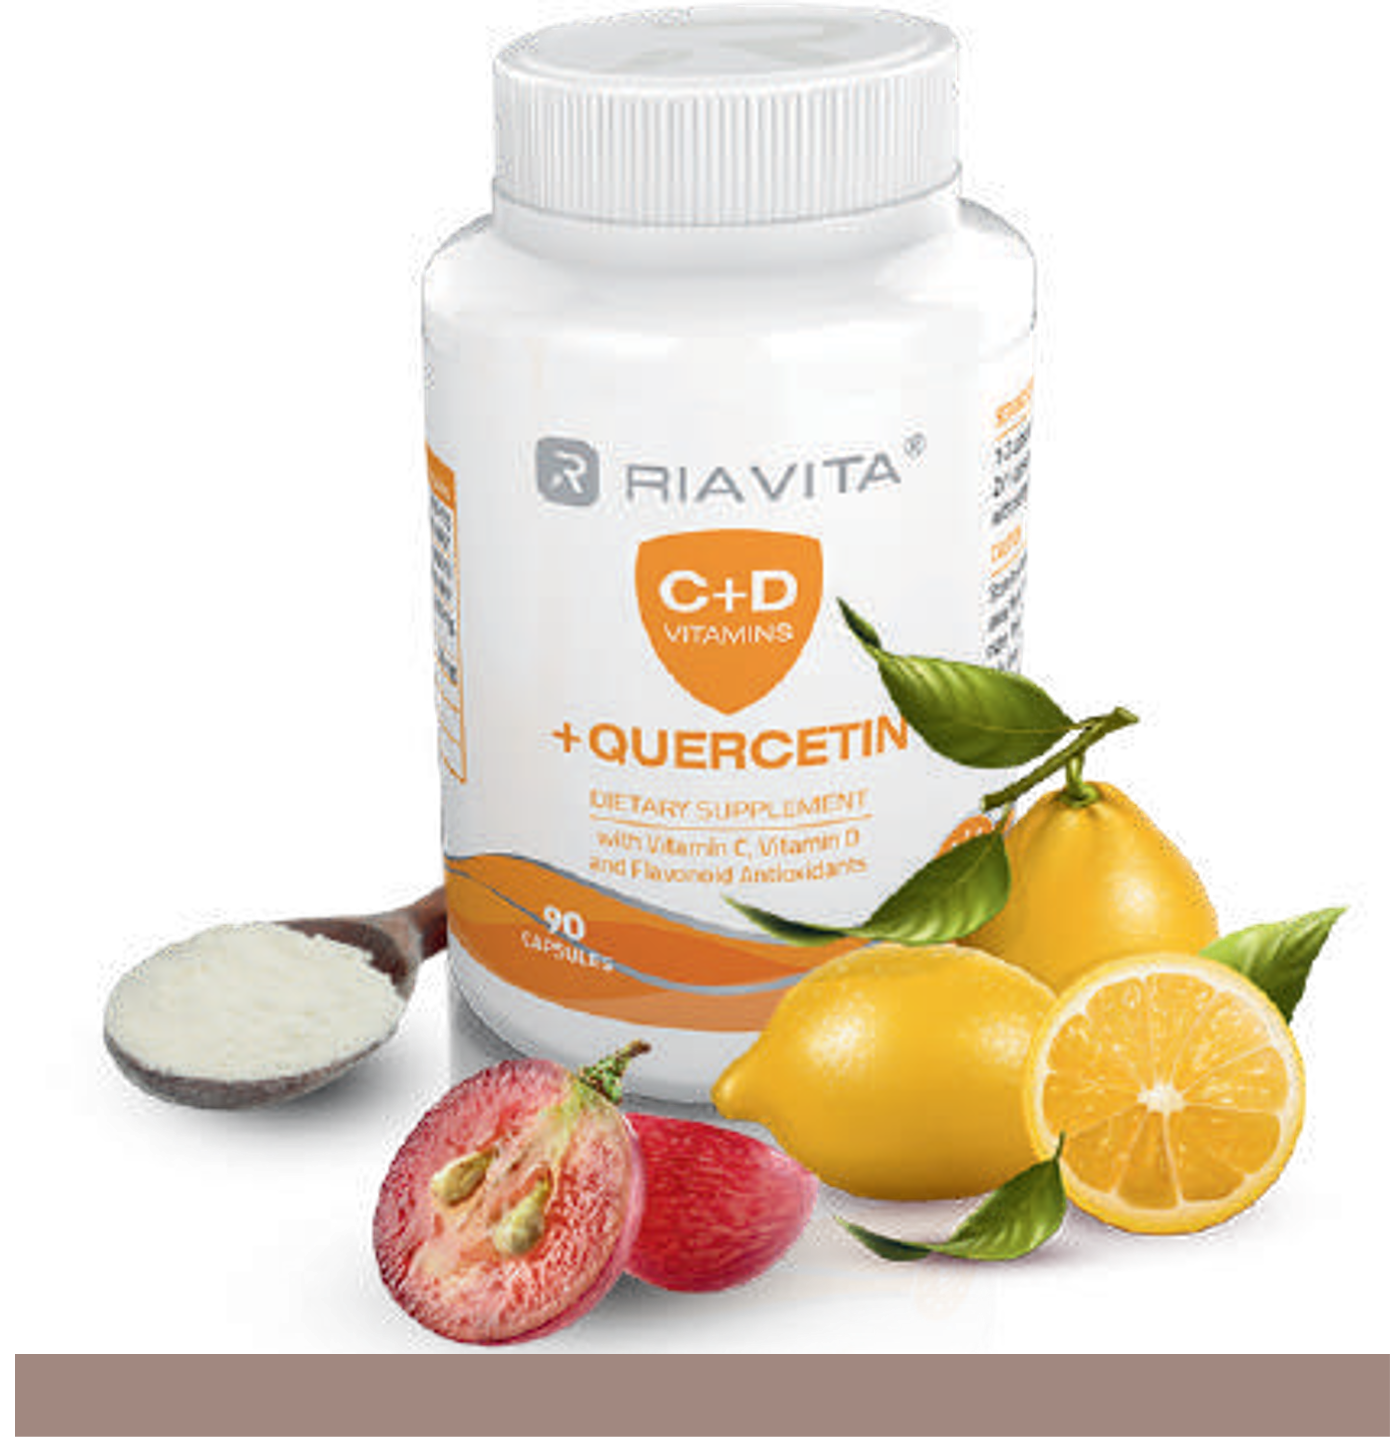 RIAVITA®
C+D
VITAMINS
+QUERCETIN
DIETARY SUPPLEMENT
with Vitamin C, Vitamin D
and Flavonoid Antioxidants
90
CAPSULES